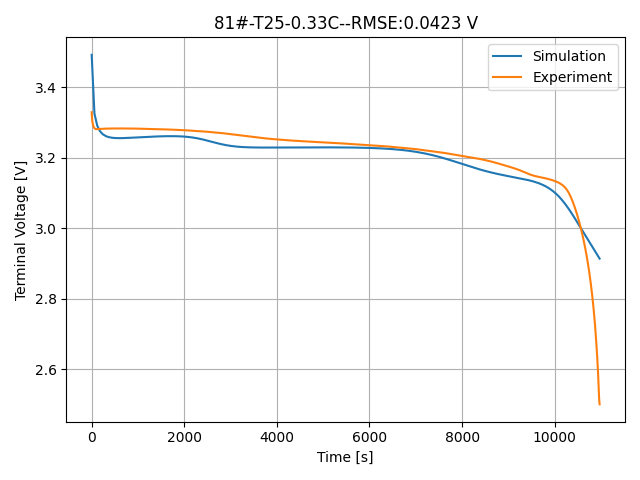 81#-T25-0.33C--RMSE:0.0423 V
Simulation
Experiment
Terminal Voltage [V]
3.4
3.2
3.0
2.8
2.6
0 2000 4000 6000 8000 10000
Time [s]